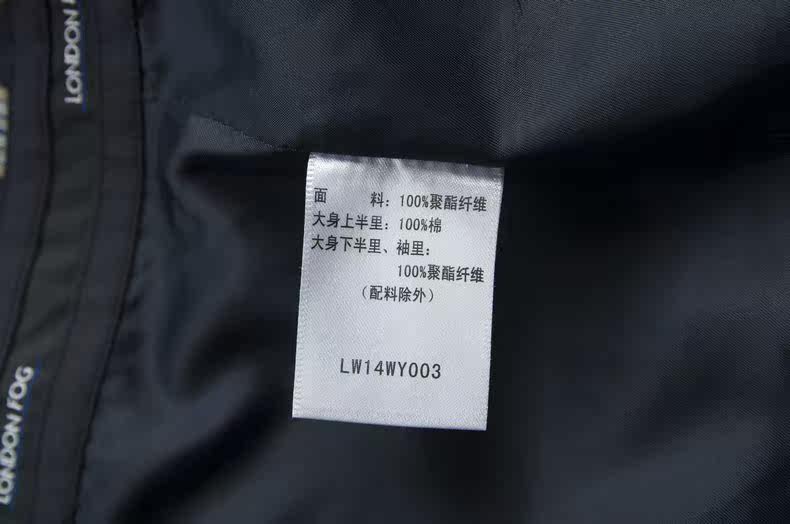 LONDON F
面 料：100%聚酯纤维
大身上半里：100%棉
大身下半里、袖里：
100%聚酯纤维
（配料除外）
LW14WY003
LONDON FOG